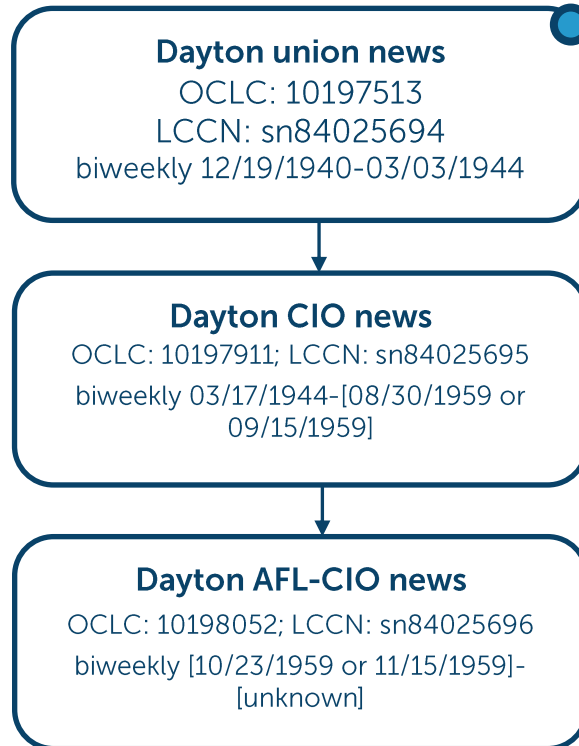 Dayton union news
OCLC: 10197513
LCCN: sn84025694
biweekly 12/19/1940-03/03/1944
Dayton CIO news
OCLC: 10197911; LCCN: sn84025695
biweekly 03/17/1944-[08/30/1959 or
09/15/1959]
Dayton AFL-CIO news
OCLC: 10198052; LCCN: sn84025696
biweekly [10/23/1959 or 11/15/1959]-
[unknown]